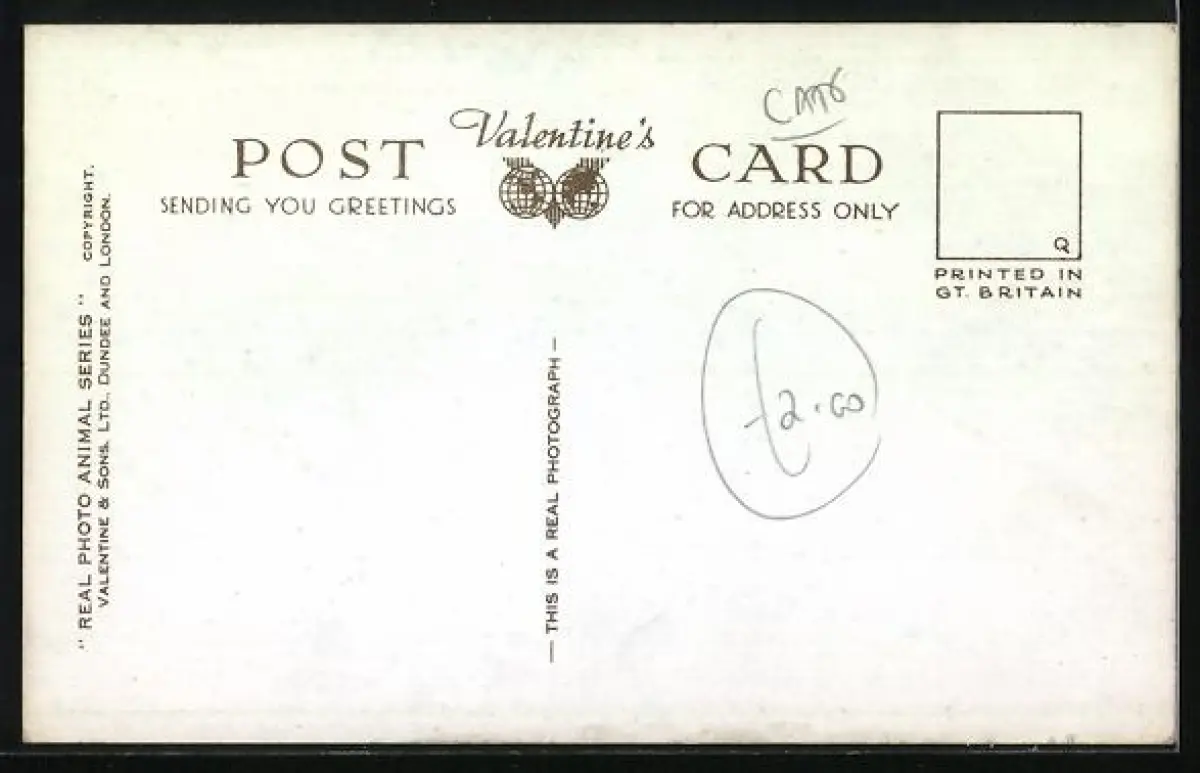 CATS
Valentine's
POST CARD
SENDING YOU GREETINGS
FOR ADDRESS ONLY
Q
PRINTED IN
GT. BRITAIN
"REAL PHOTO ANIMAL SERIES" COPYRIGHT.
VALENTINE & SONS, LTD., DUNDEE AND LONDON.
— THIS IS A REAL PHOTOGRAPH —
£2.00